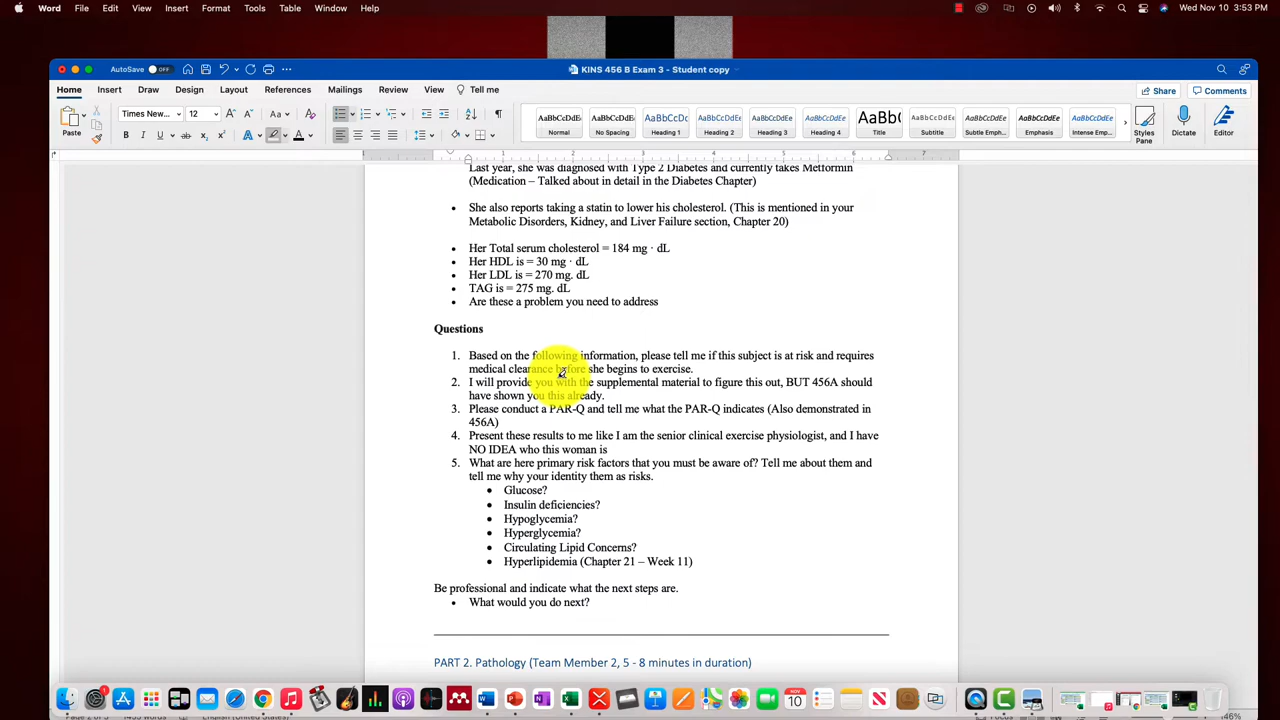 Word File Edit View Insert Format Tools Table Window Help Wed Nov 10 3:53 PM
AutoSave OFF KINS 456 B Exam 3 - Student copy
Home Insert Draw Design Layout References Mailings Review View Tell me Share Comments
Paste Times New... 12 Normal No Spacing Heading 1 Heading 2 Heading 3 Heading 4 Title Subtitle Subtle Emph... Emphasis Intense Emp... Styles Pane Dictate Editor
Last year, she was diagnosed with Type 2 Diabetes and currently takes Metformin
(Medication – Talked about in detail in the Diabetes Chapter)
• She also reports taking a statin to lower his cholesterol. (This is mentioned in your
Metabolic Disorders, Kidney, and Liver Failure section, Chapter 20)
• Her Total serum cholesterol = 184 mg · dL
• Her HDL is = 30 mg · dL
• Her LDL is = 270 mg. dL
• TAG is = 275 mg. dL
• Are these a problem you need to address
Questions
1. Based on the following information, please tell me if this subject is at risk and requires
medical clearance before she begins to exercise.
2. I will provide you with the supplemental material to figure this out, BUT 456A should
have shown you this already.
3. Please conduct a PAR-Q and tell me what the PAR-Q indicates (Also demonstrated in
456A)
4. Present these results to me like I am the senior clinical exercise physiologist, and I have
NO IDEA who this woman is
5. What are here primary risk factors that you must be aware of? Tell me about them and
tell me why your identity them as risks.
• Glucose?
• Insulin deficiencies?
• Hypoglycemia?
• Hyperglycemia?
• Circulating Lipid Concerns?
• Hyperlipidemia (Chapter 21 – Week 11)
Be professional and indicate what the next steps are.
• What would you do next?
PART 2. Pathology (Team Member 2, 5 - 8 minutes in duration)